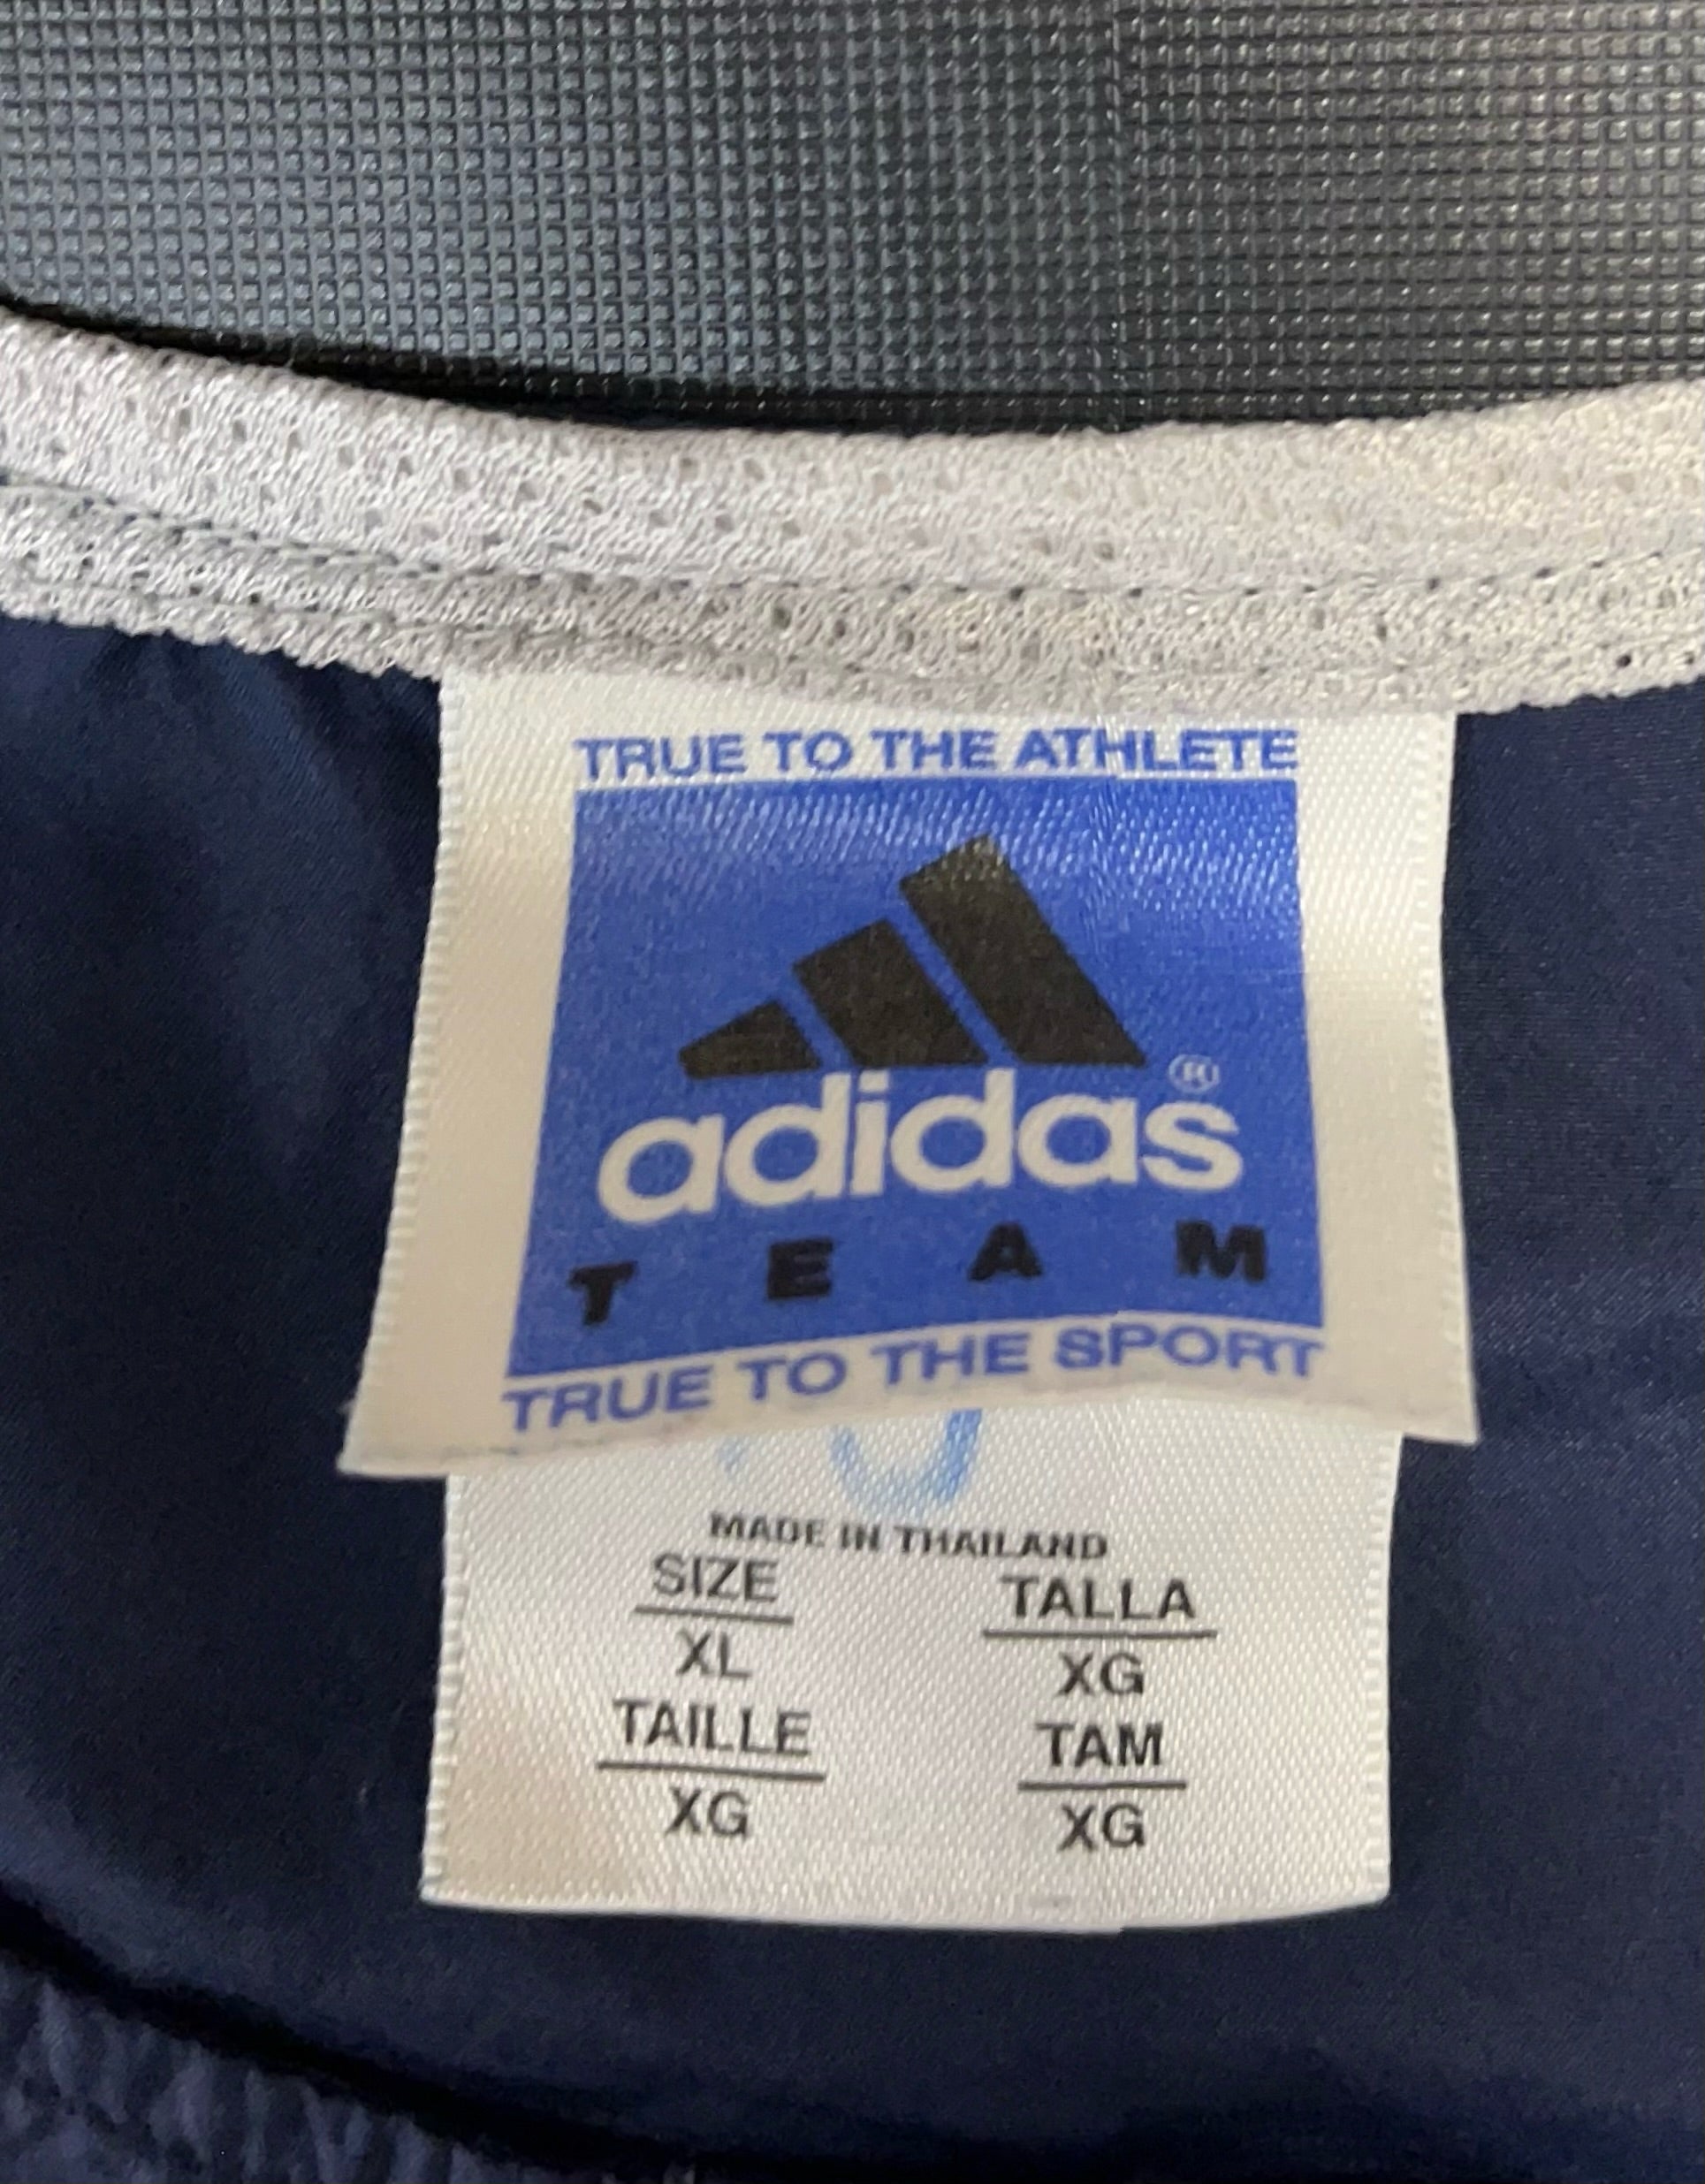 TRUE TO THE ATHLETE
adidas®
TEAM
TRUE TO THE SPORT
MADE IN THAILAND
SIZE TALLA
XL XG
TAILLE TAM
XG XG